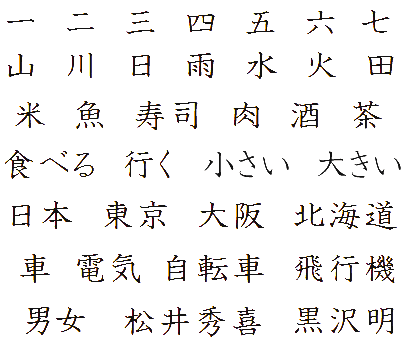 一 二 三 四 五 六 七
山 川 日 雨 水 火 田
米 魚 寿司 肉 酒 茶
食べる 行く 小さい 大きい
日本 東京 大阪 北海道
車 電気 自転車 飛行機
男女 松井秀喜 黒沢明